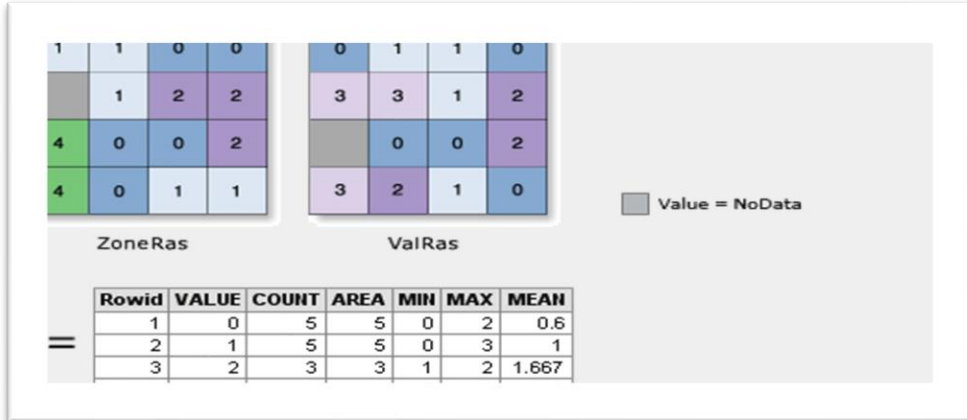 1 1 0 0 0 1 1 0
1 2 2 3 3 1 2
4 0 0 2 0 0 2
4 0 1 1 3 2 1 0
Value = NoData
ZoneRas ValRas
Rowid VALUE COUNT AREA MIN MAX MEAN
1 0 5 5 0 2 0.6
= 2 1 5 5 0 3 1
3 2 3 3 1 2 1.667